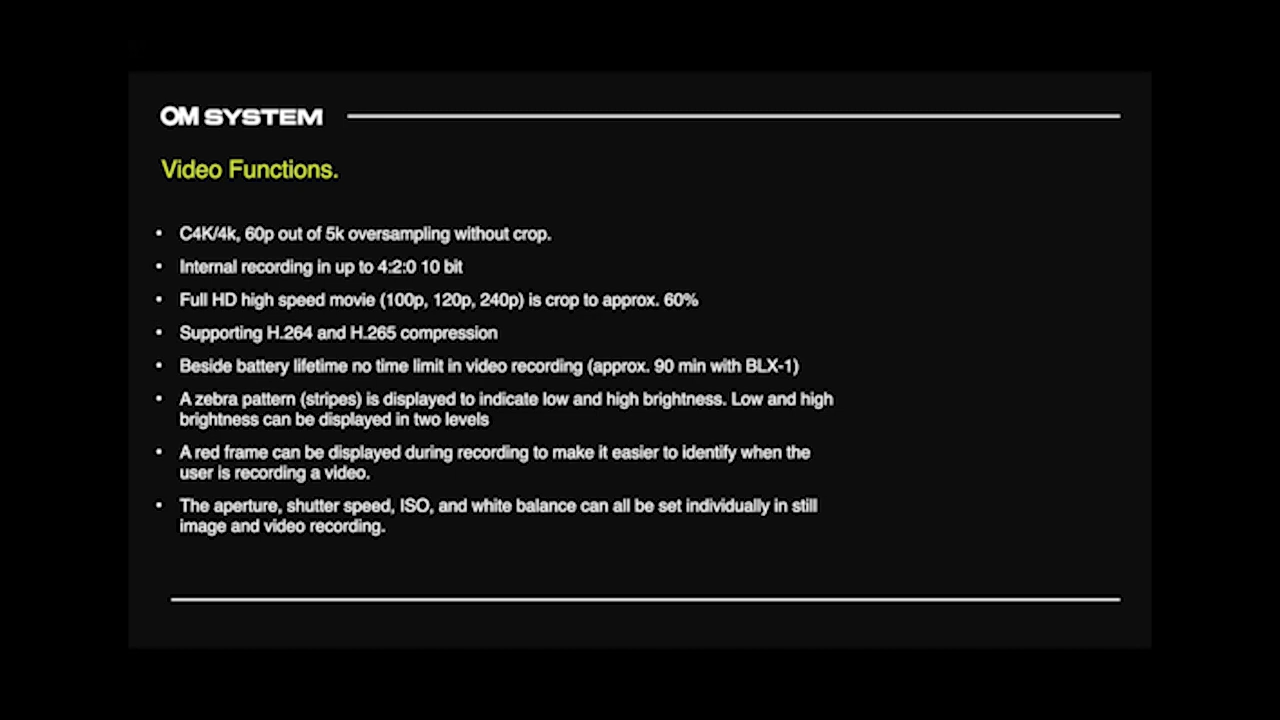 OM SYSTEM
Video Functions.
• C4K/4k, 60p out of 5k oversampling without crop.
• Internal recording in up to 4:2:0 10 bit
• Full HD high speed movie (100p, 120p, 240p) is crop to approx. 60%
• Supporting H.264 and H.265 compression
• Beside battery lifetime no time limit in video recording (approx. 90 min with BLX-1)
• A zebra pattern (stripes) is displayed to indicate low and high brightness. Low and high
brightness can be displayed in two levels
• A red frame can be displayed during recording to make it easier to identify when the
user is recording a video.
• The aperture, shutter speed, ISO, and white balance can all be set individually in still
image and video recording.